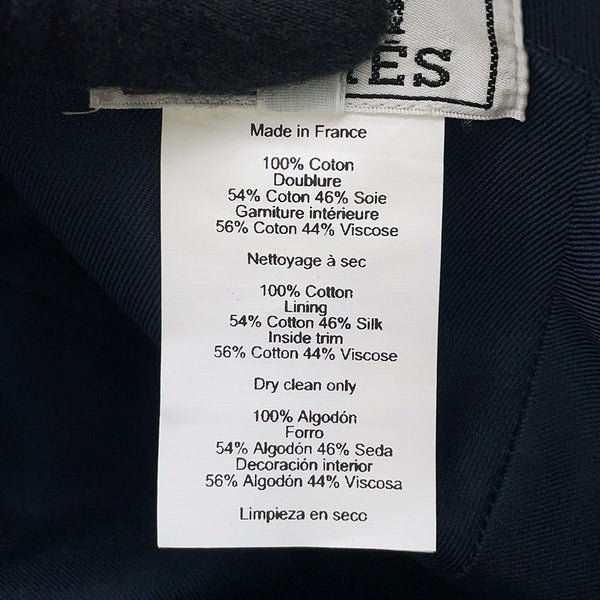 ES
Made in France
100% Coton
Doublure
54% Coton 46% Soie
Garniture intérieure
56% Coton 44% Viscose
Nettoyage à sec
100% Cotton
Lining
54% Cotton 46% Silk
Inside trim
56% Cotton 44% Viscose
Dry clean only
100% Algodón
Forro
54% Algodón 46% Seda
Decoración interior
56% Algodón 44% Viscosa
Limpieza en seco